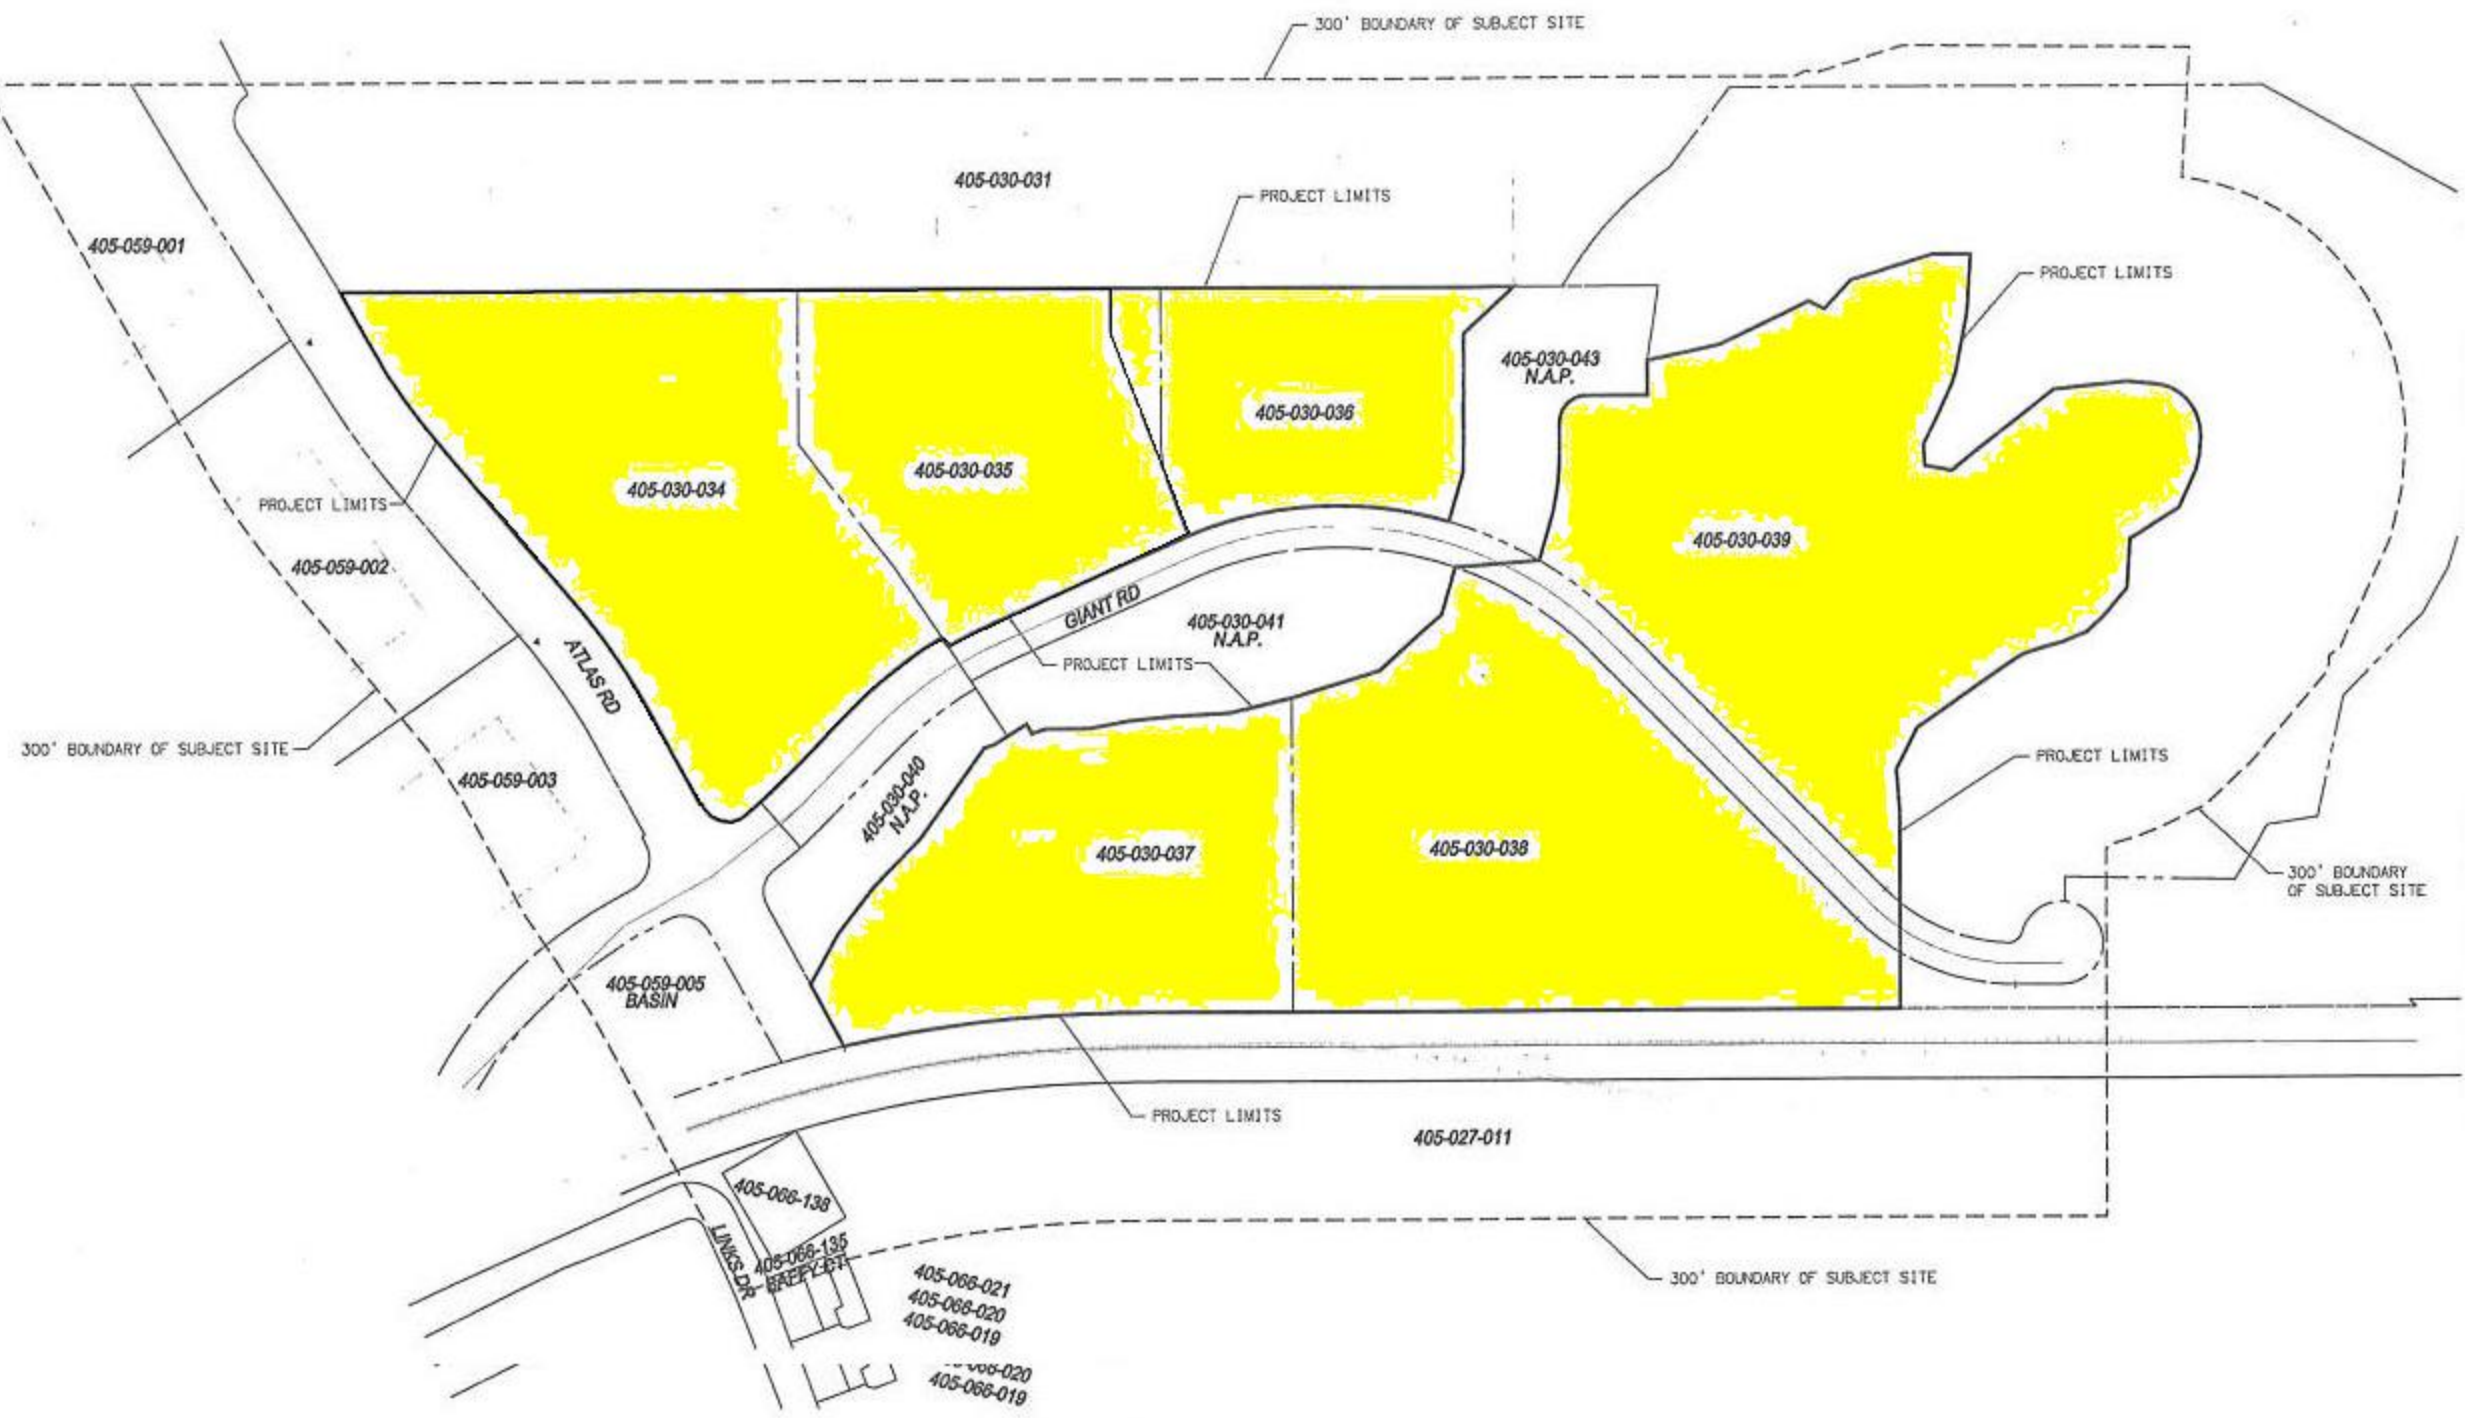 300' BOUNDARY OF SUBJECT SITE
405-030-031
PROJECT LIMITS
405-059-001
PROJECT LIMITS
405-030-043
N.A.P.
405-030-036
405-030-035
405-030-034
PROJECT LIMITS
405-030-039
405-059-002
GIANT RD
405-030-041
N.A.P.
ATLAS RD
PROJECT LIMITS
300' BOUNDARY OF SUBJECT SITE
PROJECT LIMITS
405-059-003
405-030-040
N.A.P.
405-030-037
405-030-038
300' BOUNDARY
OF SUBJECT SITE
405-059-005
BASIN
PROJECT LIMITS
405-027-011
405-066-138
LINKS DR
405-066-135
BAFFY CT
405-066-021
405-066-020
405-066-019
300' BOUNDARY OF SUBJECT SITE
405-066-019